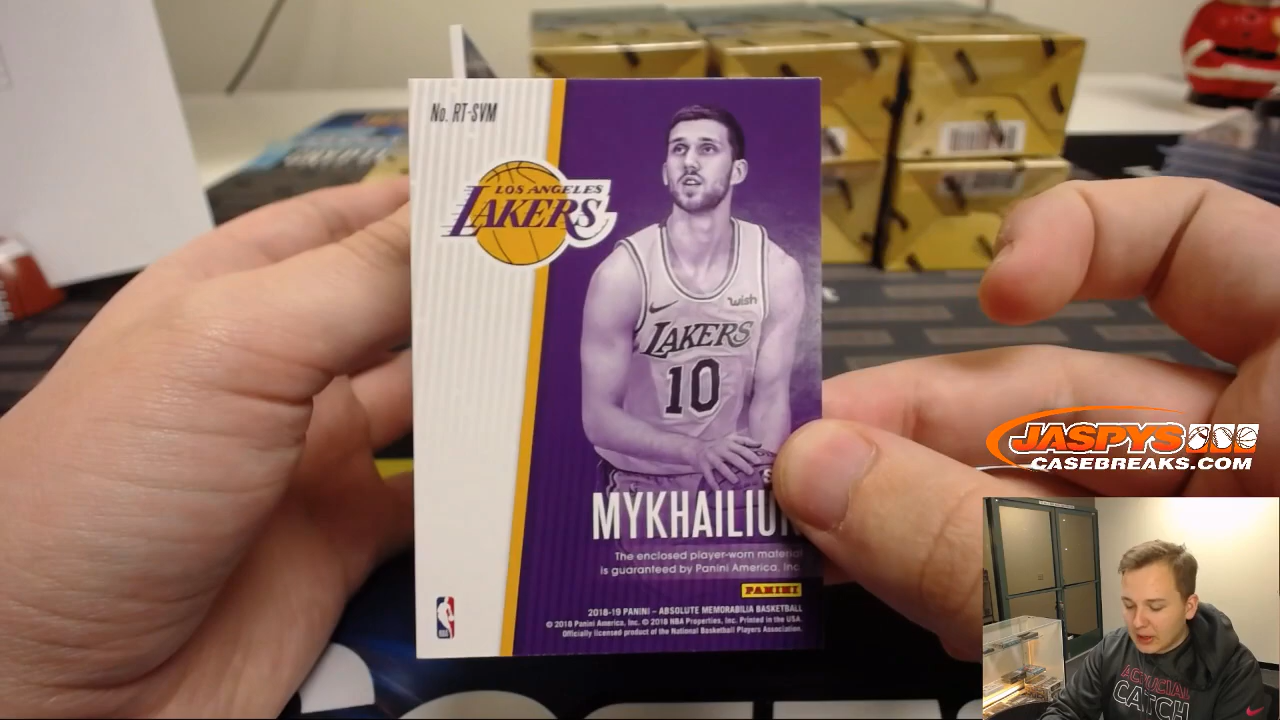 No. RT-SVM
LOS ANGELES
LAKERS
wish
LAKERS
10
MYKHAILIU
The enclosed player-worn material
is guaranteed by Panini America, Inc.
PANINI
2018-19 PANINI – ABSOLUTE MEMORABILIA BASKETBALL
© 2018 Panini America, Inc. © 2018 NBA Properties, Inc. Printed in the USA.
Officially licensed product of the National Basketball Players Association.
JASPYS
CASEBREAKS.COM
CATCH